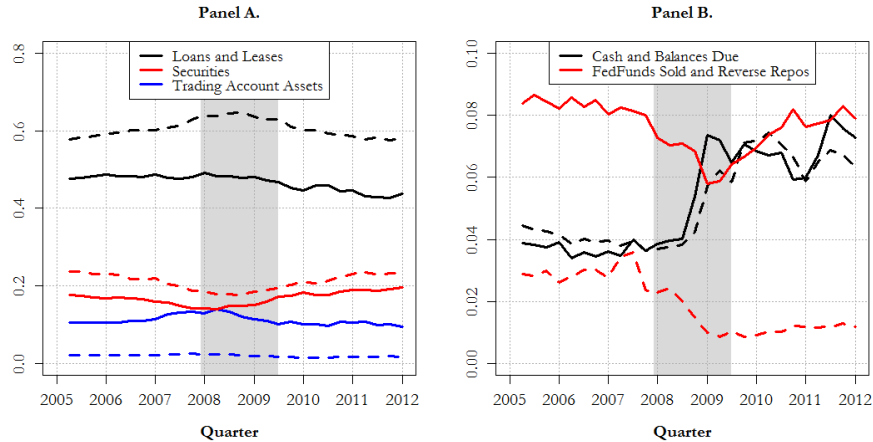 Panel A.
Loans and Leases
Securities
Trading Account Assets
0.8
0.6
0.4
0.2
0.0
2005 2006 2007 2008 2009 2010 2011 2012
Quarter
Panel B.
Cash and Balances Due
FedFunds Sold and Reverse Repos
0.10
0.08
0.06
0.04
0.02
0.00
2005 2006 2007 2008 2009 2010 2011 2012
Quarter